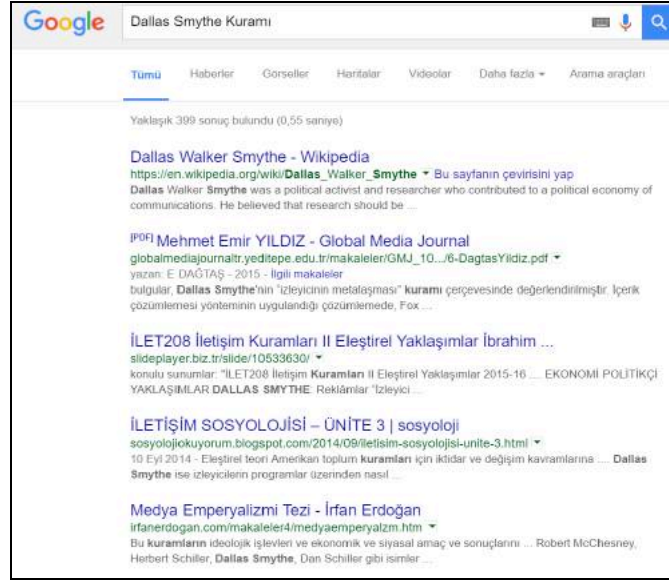 Google
Dallas Smythe Kuramı
Tümü Haberler Görseller Haritalar Videolar Daha fazla Arama araçları
Yaklaşık 399 sonuç bulundu (0,55 saniye)
Dallas Walker Smythe - Wikipedia
https://en.wikipedia.org/wiki/Dallas_Walker_Smythe Bu sayfanın çevirisini yap
Dallas Walker Smythe was a political activist and researcher who contributed to a political economy of
communications. He believed that research should be ...
[PDF] Mehmet Emir YILDIZ - Global Media Journal
globalmediajournaltr.yeditepe.edu.tr/makaleler/GMJ_10.../6-DagtasYildiz.pdf
yazan: E DAĞTAŞ - 2015 - İlgili makaleler
bulgular, Dallas Smythe'nin "izleyicinin metalaşması" kuramı çerçevesinde değerlendirilmiştir. İçerik
çözümlemesi yönteminin uygulandığı çözümlemede, Fox ...
İLET208 İletişim Kuramları II Eleştirel Yaklaşımlar İbrahim ...
slideplayer.biz.tr/slide/10533630/
konulu sunumlar: "İLET208 İletişim Kuramları II Eleştirel Yaklaşımlar 2015-16 .... EKONOMİ POLİTİKÇİ
YAKLAŞIMLAR DALLAS SMYTHE: Reklâmlar "İzleyici ...
İLETİŞİM SOSYOLOJİSİ – ÜNİTE 3 | sosyoloji
sosyolojiokuyorum.blogspot.com/2014/09/iletisim-sosyolojisi-unite-3.html
10 Eyl 2014 - Eleştirel teori Amerikan toplum kuramları için iktidar ve değişim kavramlarına .... Dallas
Smythe ise izleyicilerin programlar üzerinden nasıl ...
Medya Emperyalizmi Tezi - İrfan Erdoğan
irfanerdogan.com/makaleler4/medyaemperyalzm.htm
Bu kuramların ideolojik işlevleri ve ekonomik ve siyasal amaç ve sonuçlarını ... Robert McChesney,
Herbert Schiller, Dallas Smythe, Dan Schiller gibi isimler ...